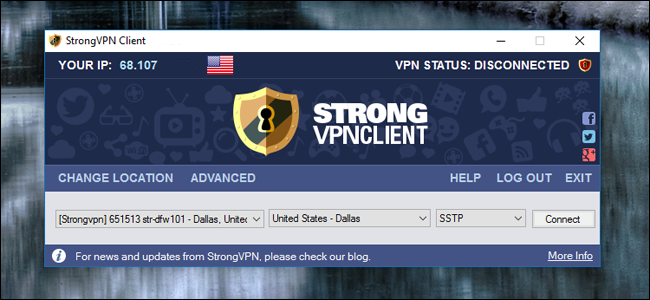 StrongVPN Client
YOUR IP: 68.107 VPN STATUS: DISCONNECTED
STRONG
VPNCLIENT
CHANGE LOCATION ADVANCED HELP LOG OUT EXIT
[Strongvpn] 651513 str-dfw101 - Dallas, Unitec United States - Dallas SSTP Connect
For news and updates from StrongVPN, please check our blog. More Info